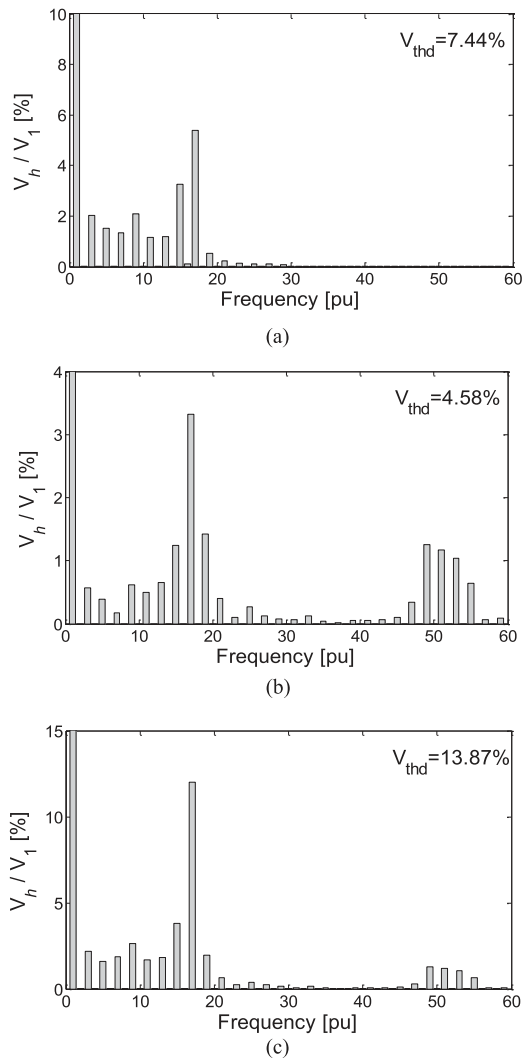 10
V_thd=7.44%
8
6
4
2
0
V_h / V_1 [%]
0 10 20 30 40 50 60
Frequency [pu]
(a)
4
V_thd=4.58%
3
2
1
0
V_h / V_1 [%]
0 10 20 30 40 50 60
Frequency [pu]
(b)
15
V_thd=13.87%
10
5
0
V_h / V_1 [%]
0 10 20 30 40 50 60
Frequency [pu]
(c)